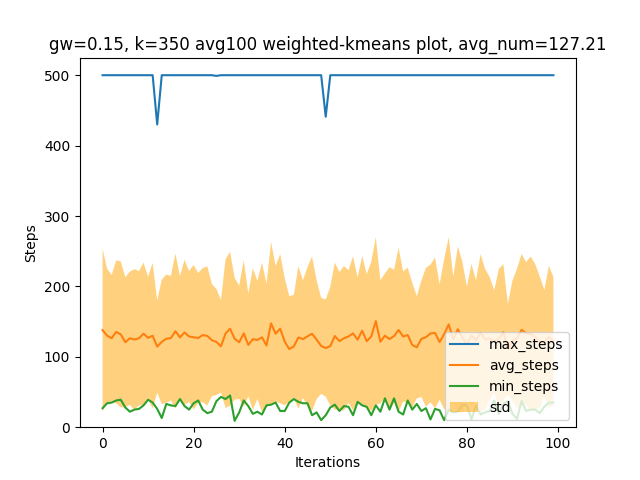 gw=0.15, k=350 avg100 weighted-kmeans plot, avg_num=127.21
500
400
300
200
100
0
Steps
max_steps
avg_steps
min_steps
std
0
20
40
60
80
100
Iterations